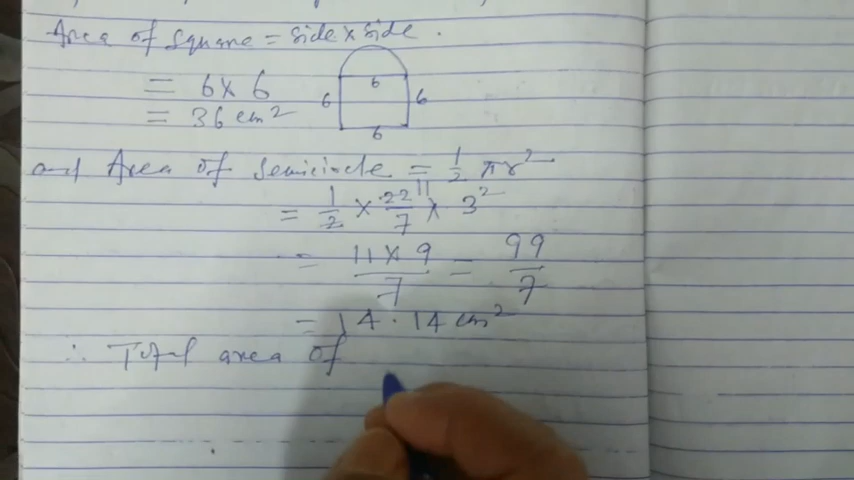 Area of square = side x side.
= 6 x 6
= 36 cm²
6
6
6
6
and Area of semicircle = 1/2 πr²
= 1/2 x 22/7 x 3²
11
= 11 x 9/7 = 99/7
= 14.14 cm²
∴ Total area of